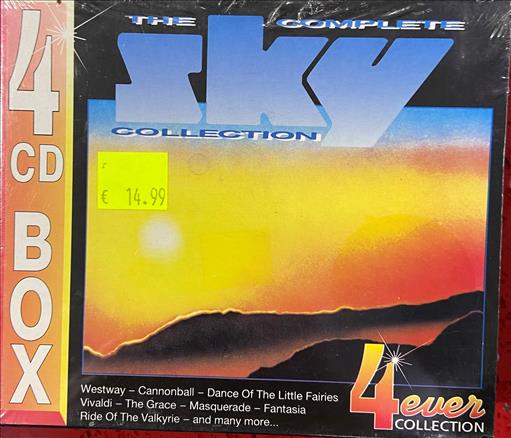 THE COMPLETE
SKY
COLLECTION
4
CD
BOX
€ 14.99
Westway – Cannonball – Dance Of The Little Fairies
Vivaldi – The Grace – Masquerade – Fantasia
Ride Of The Valkyrie – and many more...
4ever
COLLECTION